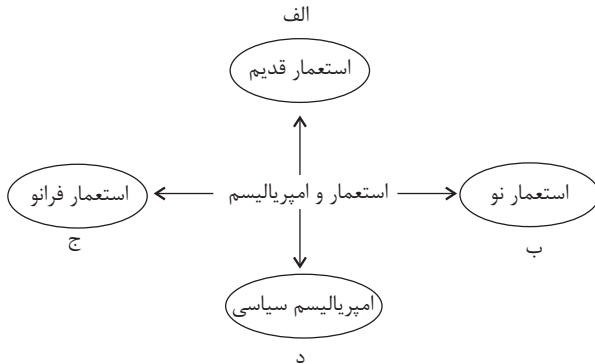 الف
استعمار قدیم
استعمار نو
ب
استعمار و امپریالیسم
استعمار فرانو
ج
امپریالیسم سیاسی
د